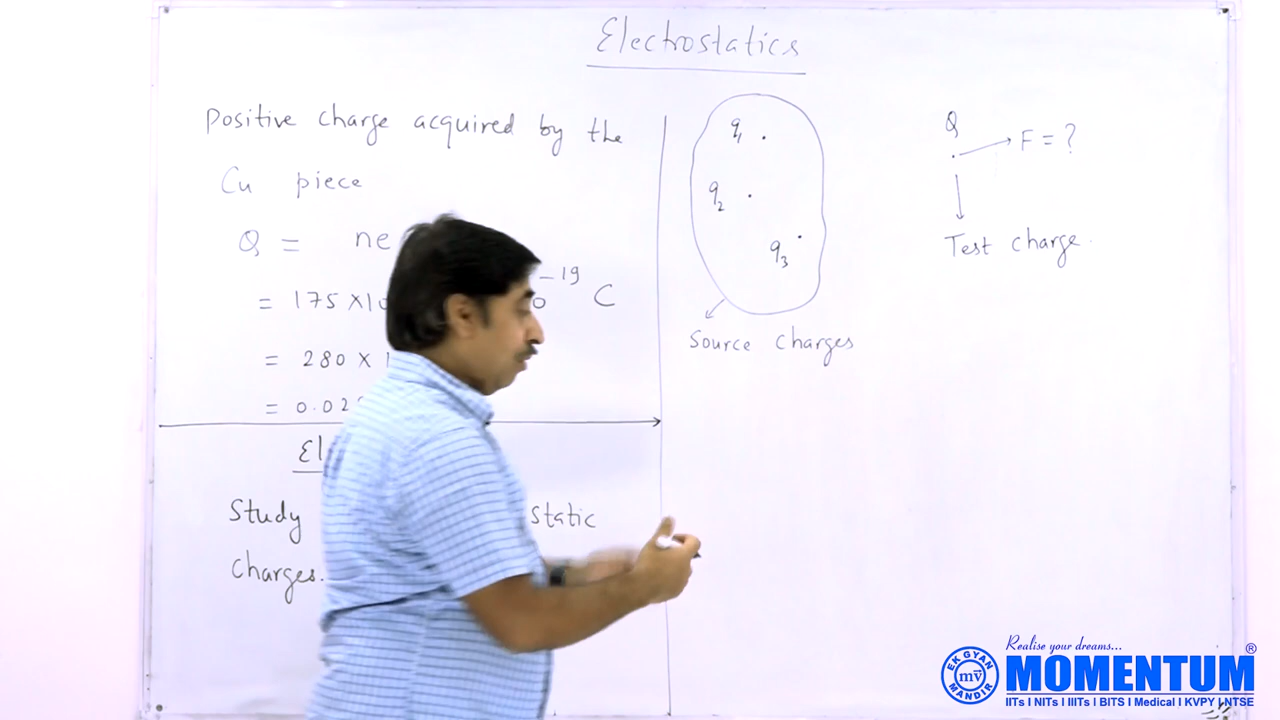 Electrostatics
Positive charge acquired by the
Cu piece
Q = ne
= 175 × 10 -19 C
= 280 ×
= 0.02
Study static
Charges.
q1
q2
q3
Source Charges
Q
F = ?
Test charge.
Realise your dreams...
EK GYAN MANDIR
mv
MOMENTUM®
IITs I NITs I IIITs I BITS I Medical I KVPY I NTSE